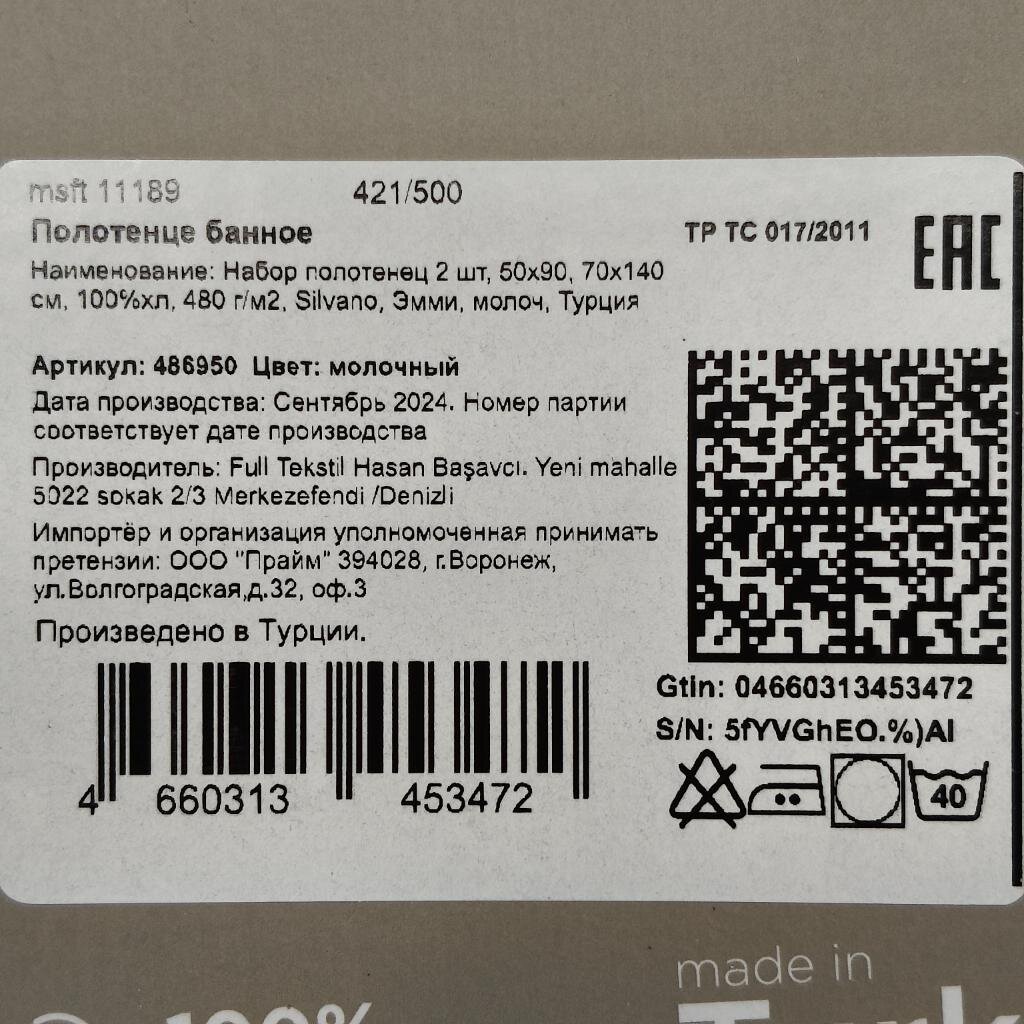 msft 11189 421/500
Полотенце банное
ТР ТС 017/2011
EAC
Наименование: Набор полотенец 2 шт, 50х90, 70х140
см, 100%хл, 480 г/м2, Silvano, Эмми, молоч, Турция
Артикул: 486950 Цвет: молочный
Дата производства: Сентябрь 2024. Номер партии
соответствует дате производства
Производитель: Full Tekstil Hasan Başavcı. Yeni mahalle
5022 sokak 2/3 Merkezefendi /Denizli
Импортёр и организация уполномоченная принимать
претензии: ООО "Прайм" 394028, г.Воронеж,
ул.Волгоградская,д.32, оф.3
Произведено в Турции.
Gtin: 04660313453472
S/N: 5fYVGhEO.%)AI
40
4 660313 453472
made in
100%